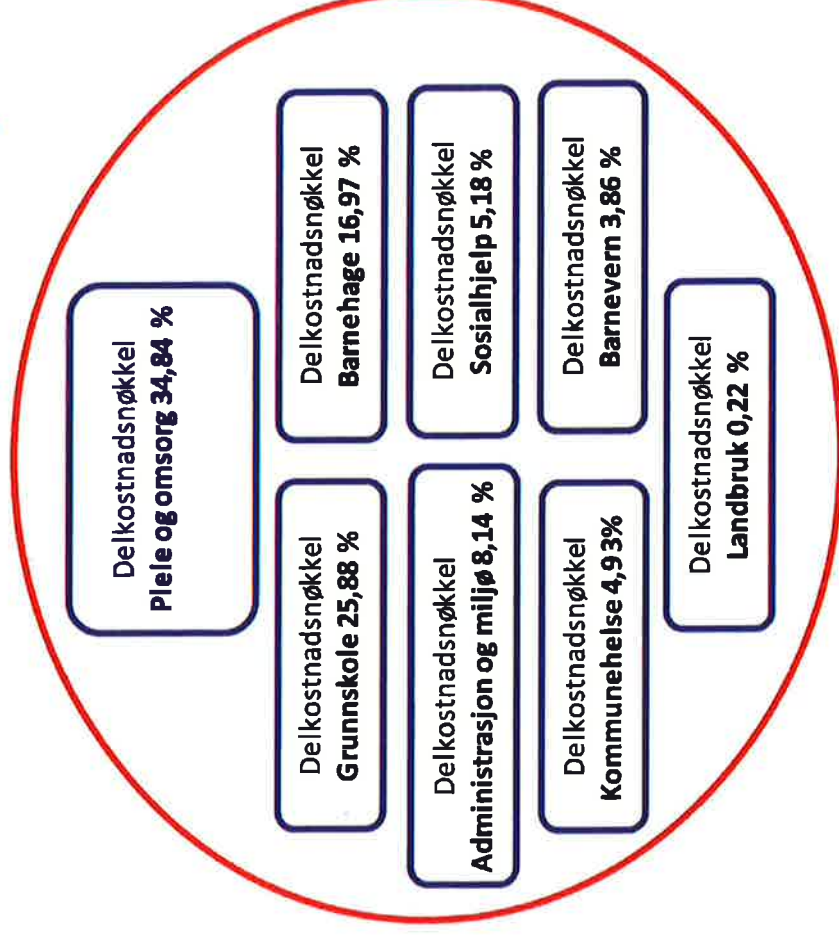 Delkostnadsnøkkel
Pleie og omsorg 34,84 %
Delkostnadsnøkkel
Grunnskole 25,88 %
Delkostnadsnøkkel
Barnehage 16,97 %
Delkostnadsnøkkel
Administrasjon og miljø 8,14 %
Delkostnadsnøkkel
Sosialhjelp 5,18 %
Delkostnadsnøkkel
Kommunehelse 4,93%
Delkostnadsnøkkel
Barnevern 3,86 %
Delkostnadsnøkkel
Landbruk 0,22 %